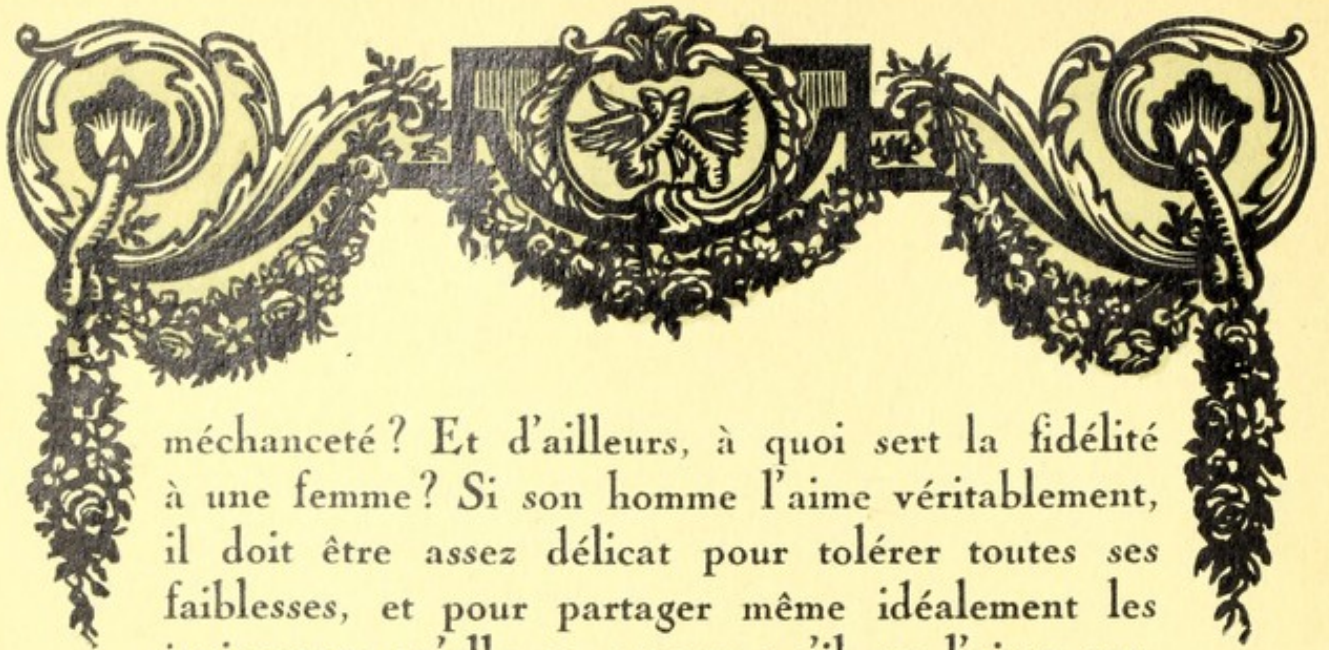 méchanceté ? Et d'ailleurs, à quoi sert la fidélité
à une femme ? Si son homme l'aime véritablement,
il doit être assez délicat pour tolérer toutes ses
faiblesses, et pour partager même idéalement les